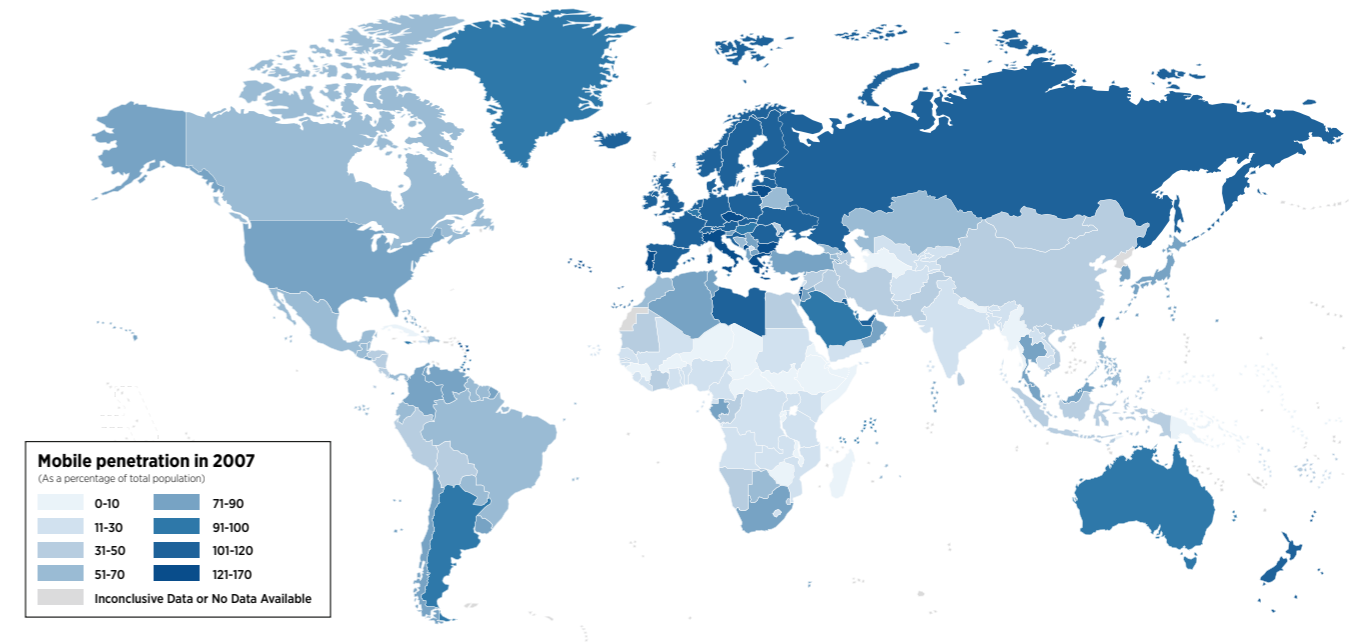 Mobile penetration in 2007
(As a percentage of total population)
0-10
71-90
11-30
91-100
31-50
101-120
51-70
121-170
Inconclusive Data or No Data Available